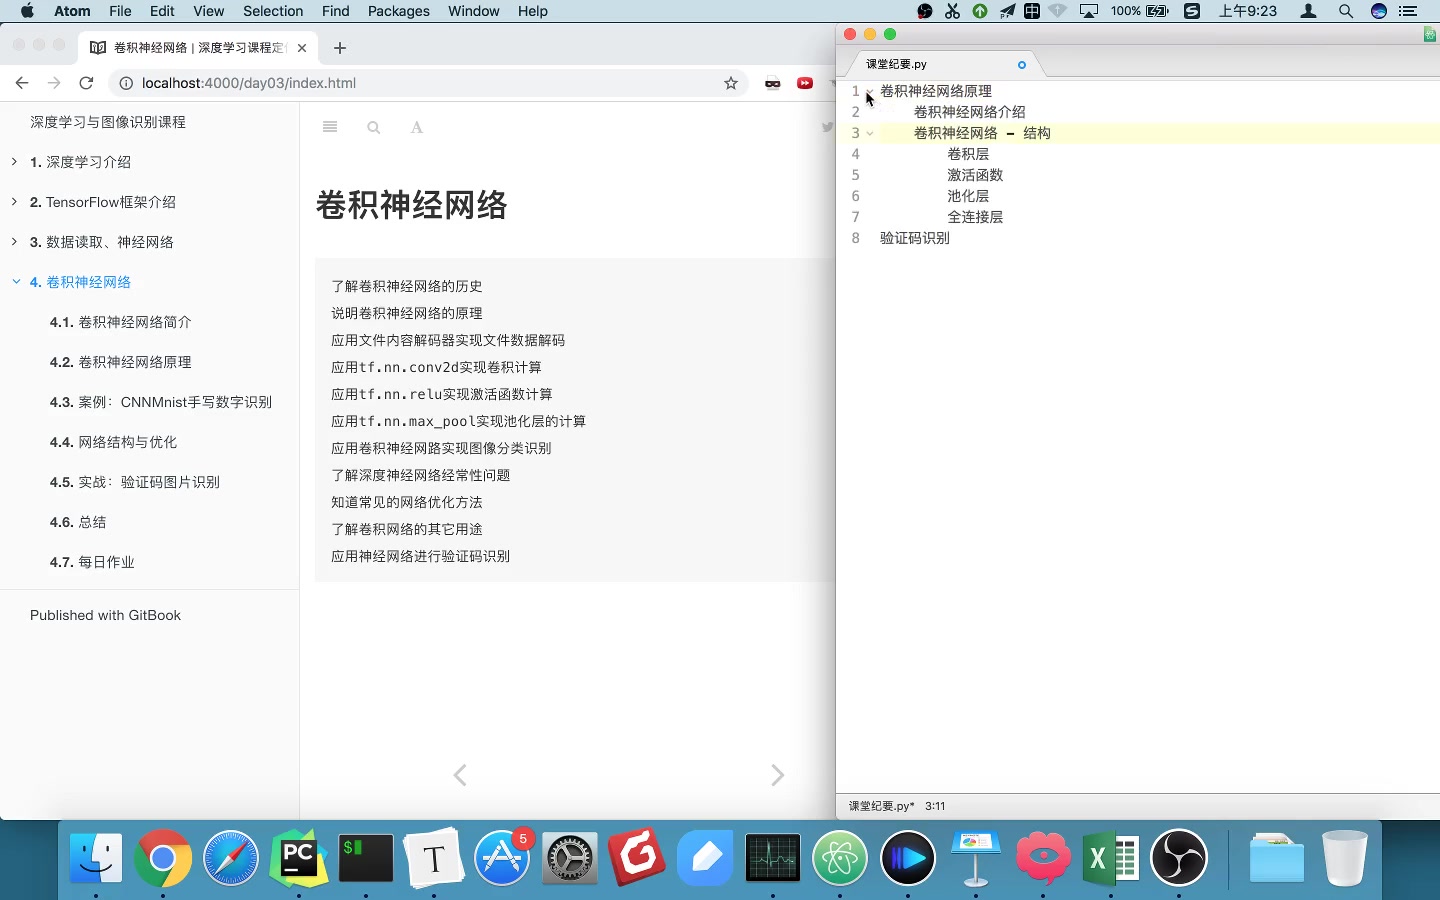 Atom File Edit View Selection Find Packages Window Help 100% 上午9:23
卷积神经网络 | 深度学习课程定
localhost:4000/day03/index.html
深度学习与图像识别课程
1. 深度学习介绍
2. TensorFlow框架介绍
3. 数据读取、神经网络
4. 卷积神经网络
4.1. 卷积神经网络简介
4.2. 卷积神经网络原理
4.3. 案例：CNNMnist手写数字识别
4.4. 网络结构与优化
4.5. 实战：验证码图片识别
4.6. 总结
4.7. 每日作业
Published with GitBook
A
卷积神经网络
了解卷积神经网络的历史
说明卷积神经网络的原理
应用文件内容解码器实现文件数据解码
应用tf.nn.conv2d实现卷积计算
应用tf.nn.relu实现激活函数计算
应用tf.nn.max_pool实现池化层的计算
应用卷积神经网路实现图像分类识别
了解深度神经网络经常性问题
知道常见的网络优化方法
了解卷积网络的其它用途
应用神经网络进行验证码识别
课堂纪要.py
1 卷积神经网络原理
2 卷积神经网络介绍
3 卷积神经网络 - 结构
4 卷积层
5 激活函数
6 池化层
7 全连接层
8 验证码识别
课堂纪要.py* 3:11
PC
$
T
5
X